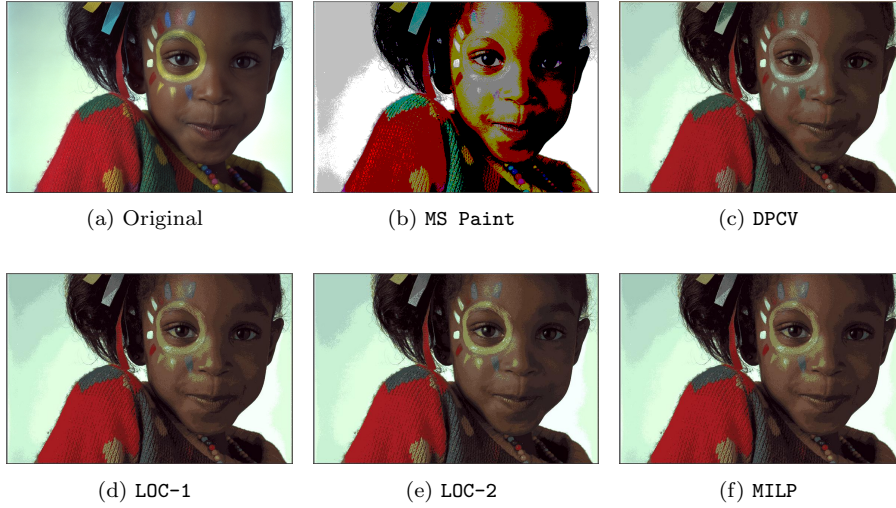 (a) Original
(b) MS Paint
(c) DPCV
(d) LOC-1
(e) LOC-2
(f) MILP